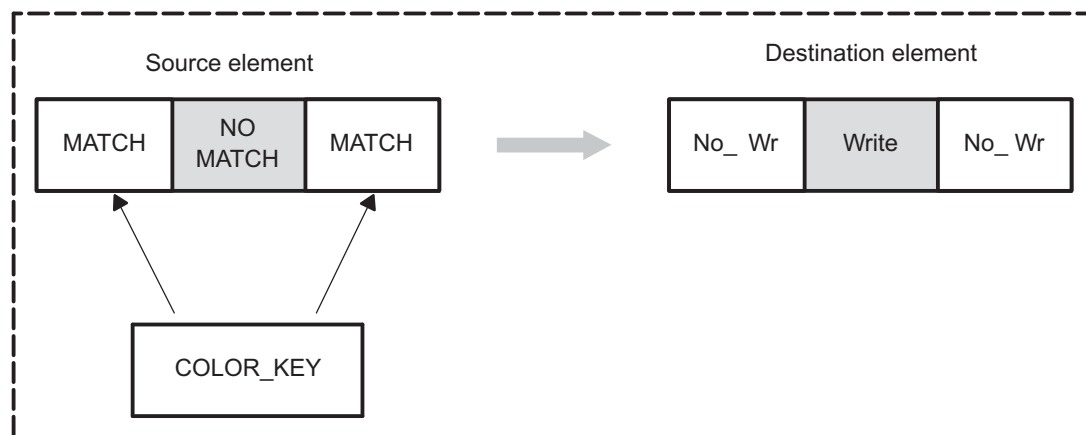 Source element
Destination element
MATCH
NO
MATCH
MATCH
No_ Wr
Write
No_ Wr
COLOR_KEY